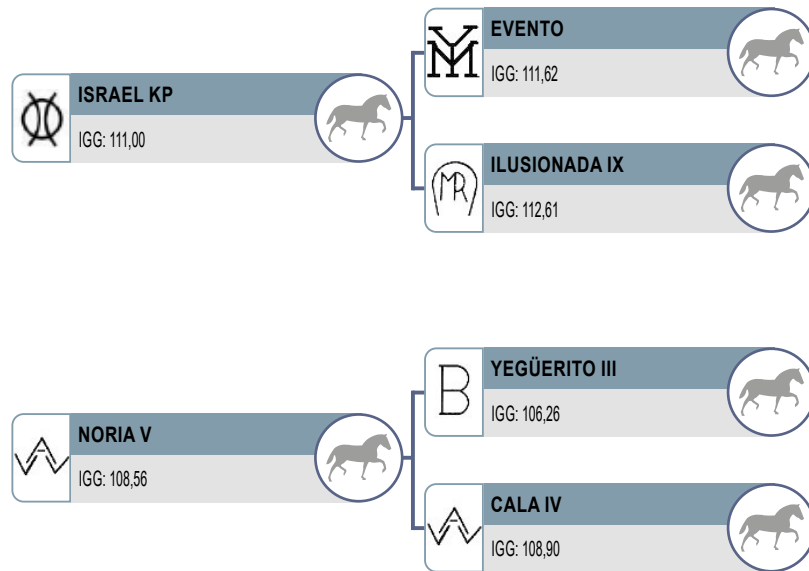 EVENTO
IGG: 111,62
ISRAEL KP
IGG: 111,00
ILUSIONADA IX
IGG: 112,61
MR
YEGÜERITO III
IGG: 106,26
B
NORIA V
IGG: 108,56
CALA IV
IGG: 108,90